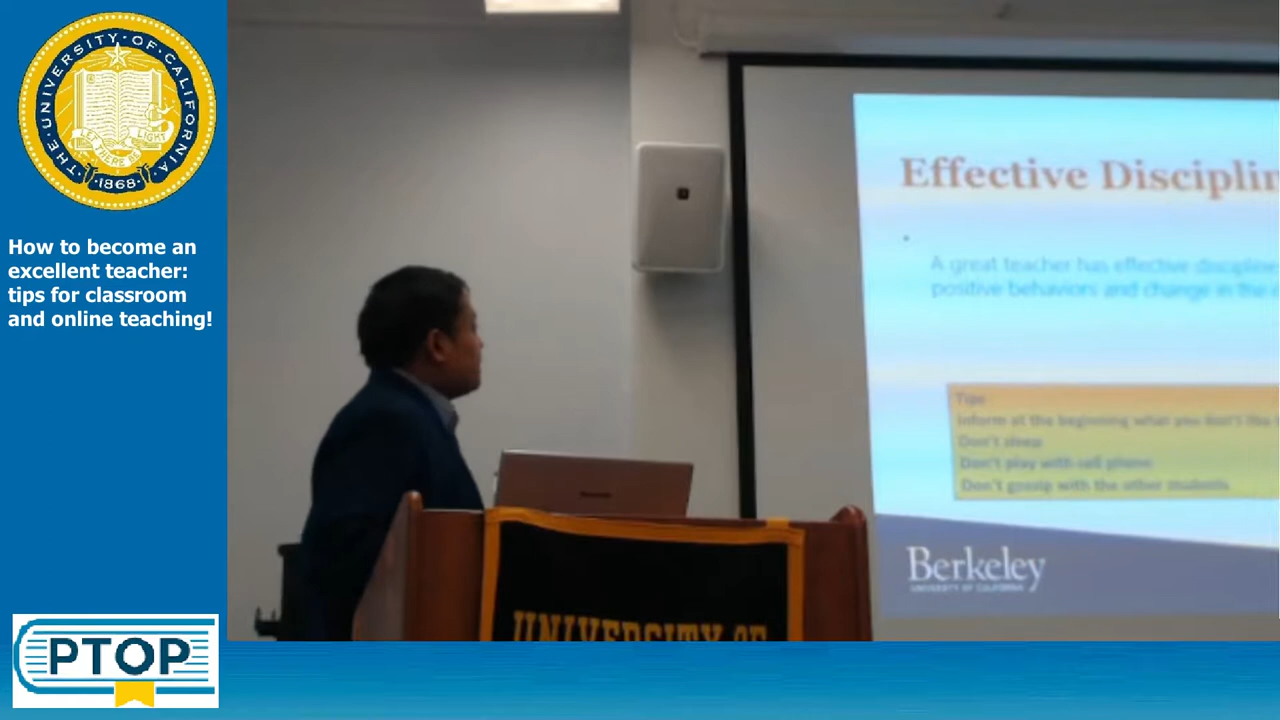 THE·UNIVERSITY·OF·CALIFORNIA
LET THERE BE LIGHT
·1868·
How to become an
excellent teacher:
tips for classroom
and online teaching!
PTOP
Effective Disciplin
A great teacher has effective discipline
positive behaviors and change in the
Tips
Inform at the beginning what you don't like
Don't sleep
Don't play with cell phone
Don't gossip with the other students
Berkeley
UNIVERSITY OF CALIFORNIA
UNIVERSITY OF